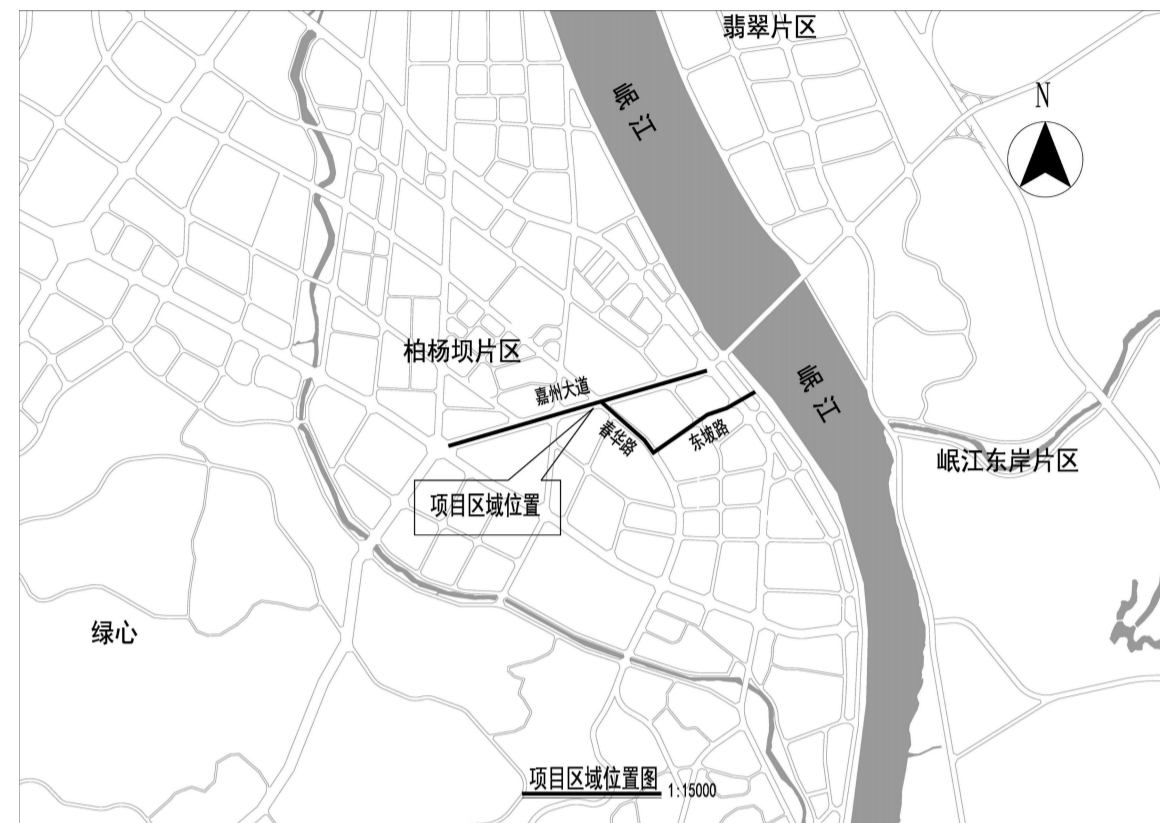 翡翠片区
岷江
N
柏杨坝片区
嘉州大道
岷江
春华路
东坡路
岷江东岸片区
项目区域位置
绿心
项目区域位置图 1:15000